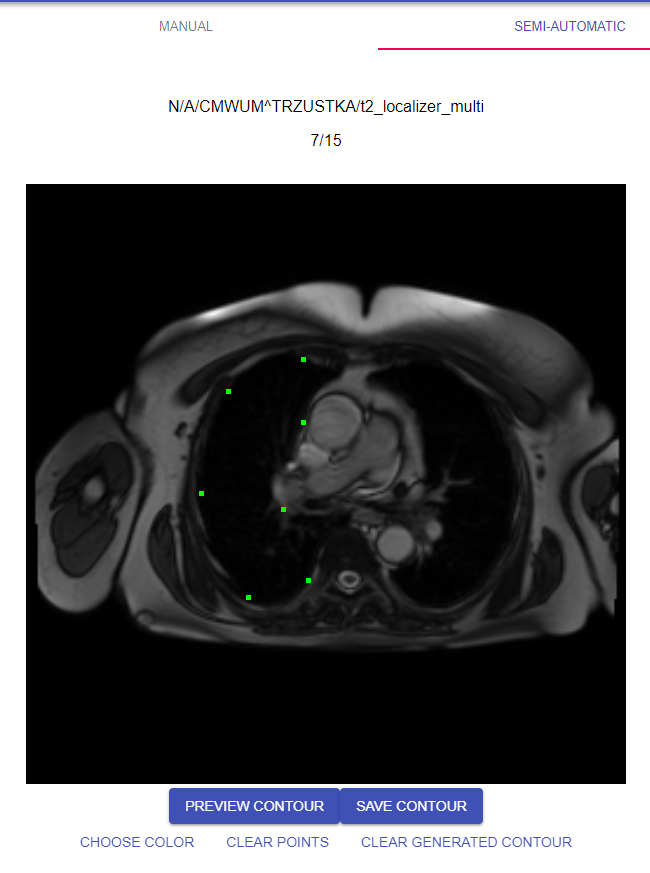 MANUAL
SEMI-AUTOMATIC
N/A/CMWUM^TRZUSTKA/t2_localizer_multi
7/15
PREVIEW CONTOUR
SAVE CONTOUR
CHOOSE COLOR
CLEAR POINTS
CLEAR GENERATED CONTOUR